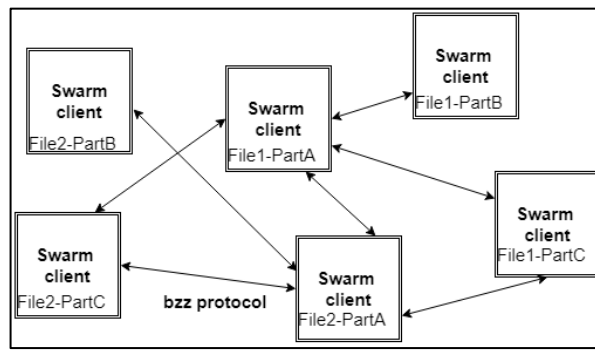 Swarm
client
File1-PartB
Swarm
client
File2-PartB
Swarm
client
File1-PartA
Swarm
client
File1-PartC
Swarm
client
File2-PartC
Swarm
client
File2-PartA
bzz protocol